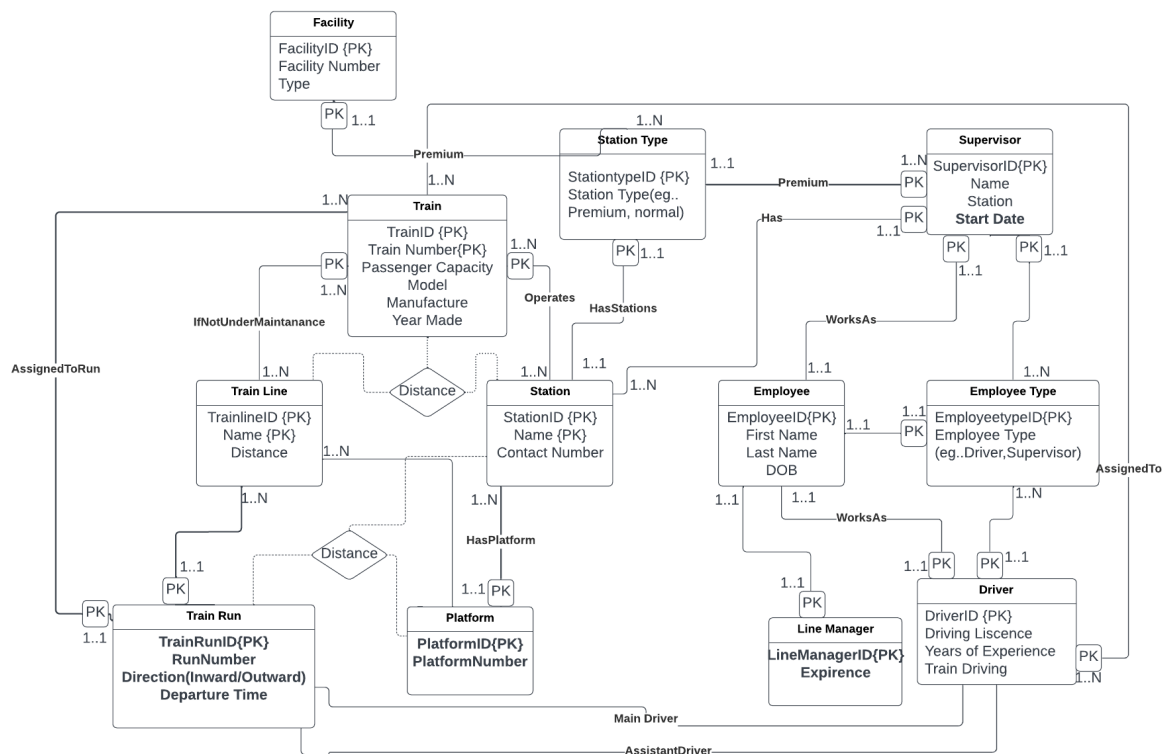 Facility
FacilityID {PK}
Facility Number
Type
PK
1..1
Premium
1..N
1..N
Station Type
StationtypeID {PK}
Station Type(eg..
Premium, normal)
1..1
Premium
PK
1..1
HasStations
1..1
1..N
PK
Supervisor
SupervisorID{PK}
Name
Station
Start Date
Has
PK
1..1
PK
1..1
PK
1..1
1..N
Train
TrainID {PK}
Train Number{PK}
Passenger Capacity
Model
Manufacture
Year Made
PK
1..N
1..N
PK
Operates
1..N
IfNotUnderMaintanance
1..N
AssignedToRun
WorksAs
1..1
1..N
1..N
Train Line
TrainlineID {PK}
Name {PK}
Distance
Distance
Station
StationID {PK}
Name {PK}
Contact Number
Employee
EmployeeID{PK}
First Name
Last Name
DOB
1..1
1..1
PK
Employee Type
EmployeetypeID{PK}
Employee Type
(eg..Driver,Supervisor)
AssignedTo
1..N
1..N
1..N
1..1
1..1
1..N
WorksAs
HasPlatform
Distance
1..1
PK
1..1
PK
1..1
PK
PK
1..1
1..1
PK
PK
1..1
Train Run
TrainRunID{PK}
RunNumber
Direction(Inward/Outward)
Departure Time
Platform
PlatformID{PK}
PlatformNumber
Line Manager
LineManagerID{PK}
Expirence
Driver
DriverID {PK}
Driving Liscence
Years of Experience
Train Driving
PK
1..N
Main Driver
AssistantDriver